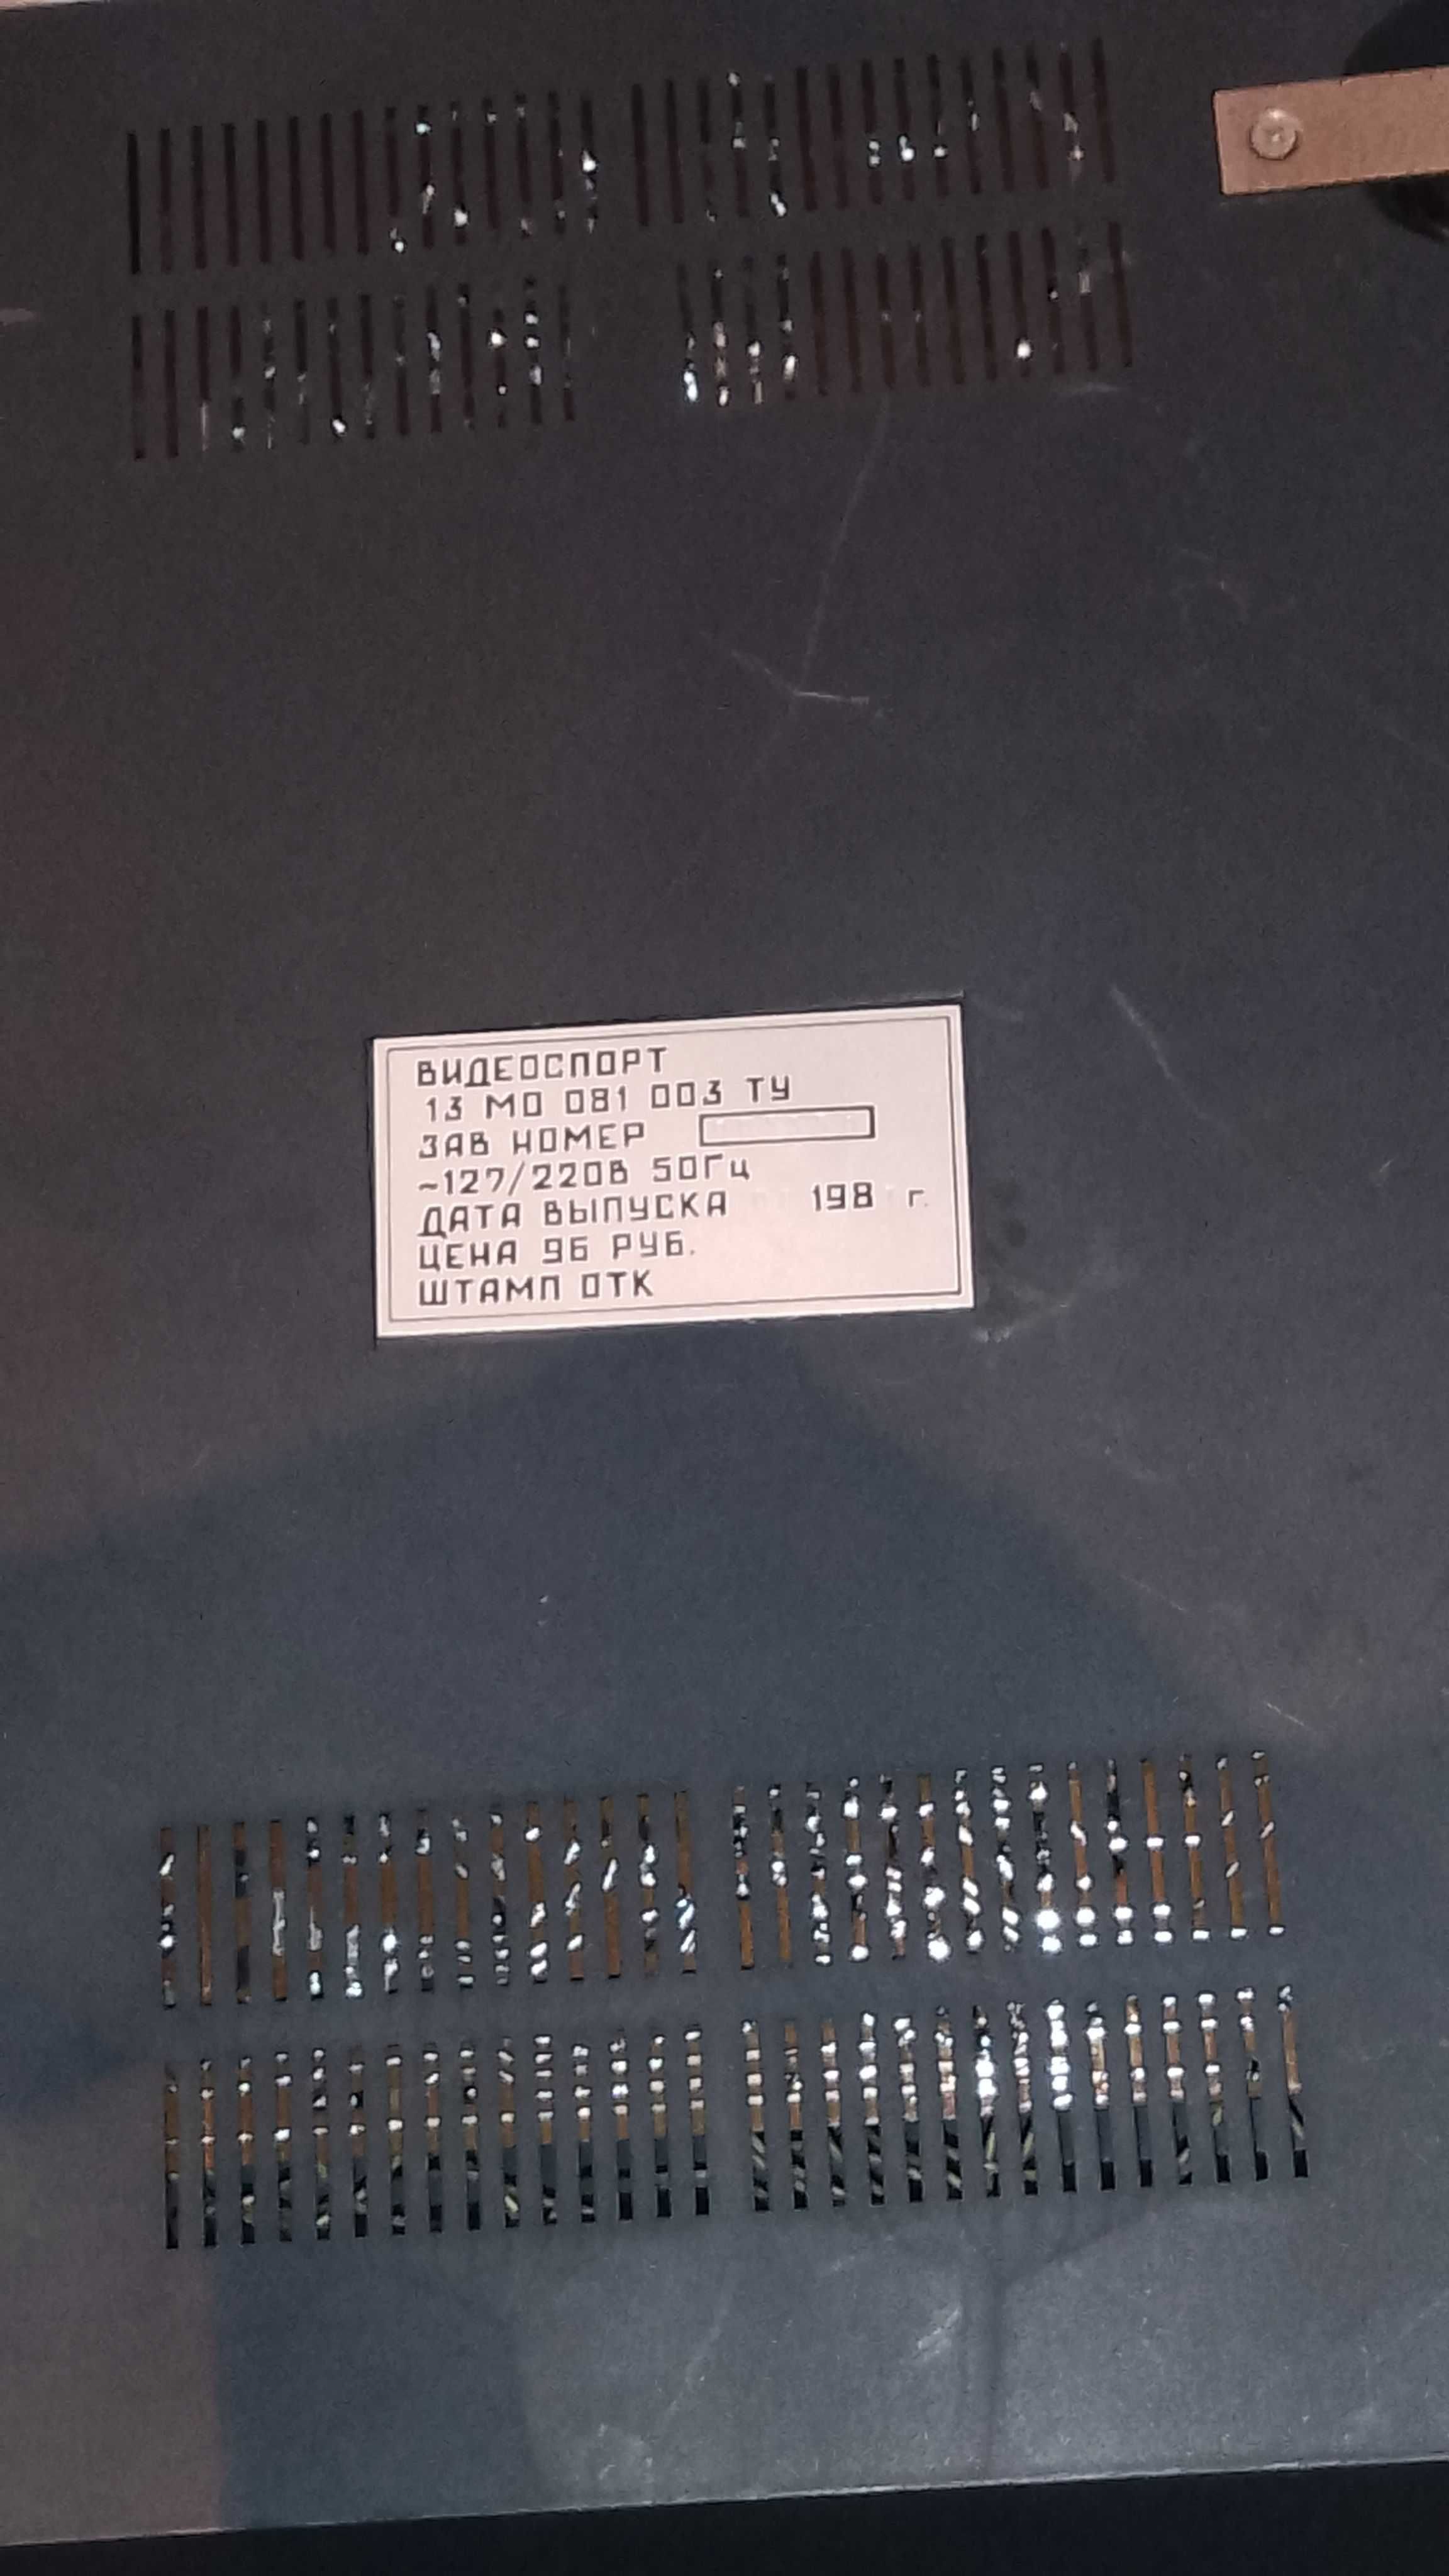 ВИДЕОСПОРТ
13 МО 081 003 ТУ
ЗАВ НОМЕР
~127/220В 50Гц
ДАТА ВЫПУСКА 198 г.
ЦЕНА 96 РУБ.
ШТАМП ОТК